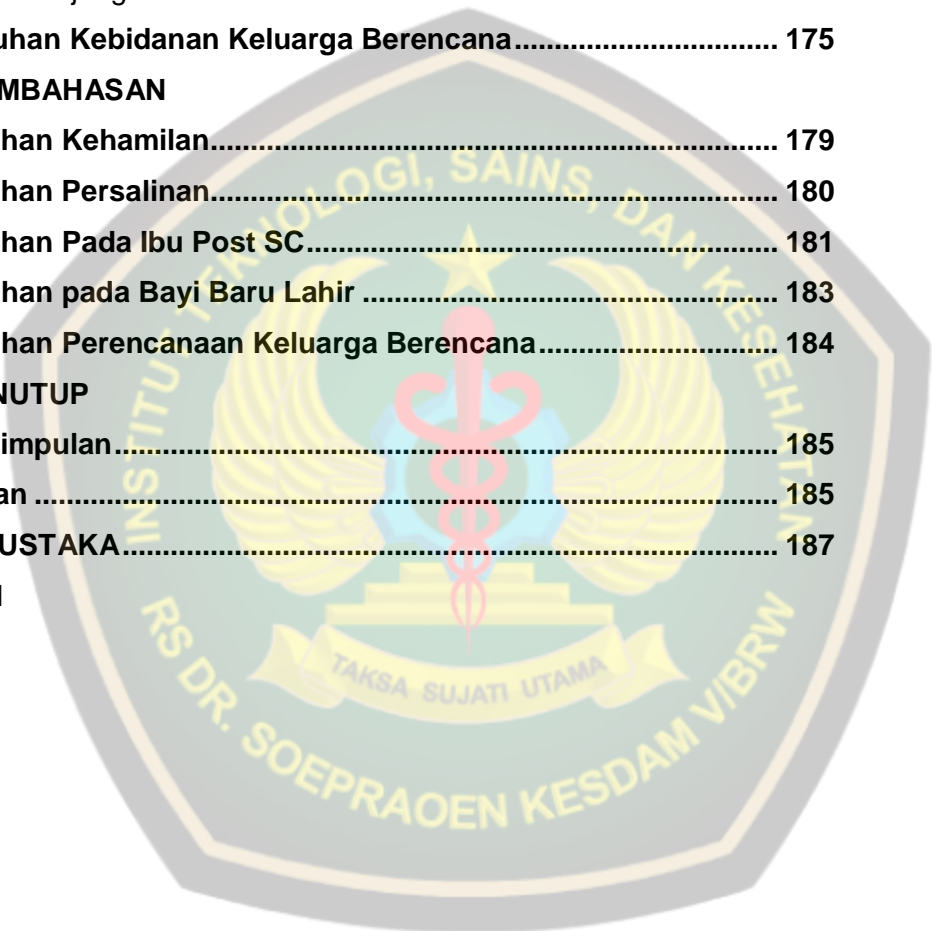 uhan Kebidanan Keluarga Berencana................................. 175
MBAHASAN
han Kehamilan....................................................................... 179
han Persalinan....................................................................... 180
han Pada Ibu Post SC........................................................... 181
han pada Bayi Baru Lahir .................................................... 183
han Perencanaan Keluarga Berencana.............................. 184
NUTUP
impulan................................................................................... 185
an ............................................................................................. 185
USTAKA.................................................................................. 187
INSTITUT TEKNOLOGI, SAINS, DAN KESEHATAN
TAKSA SUJATI UTAMA
RS DR. SOEPRAOEN KESDAM V/BRW